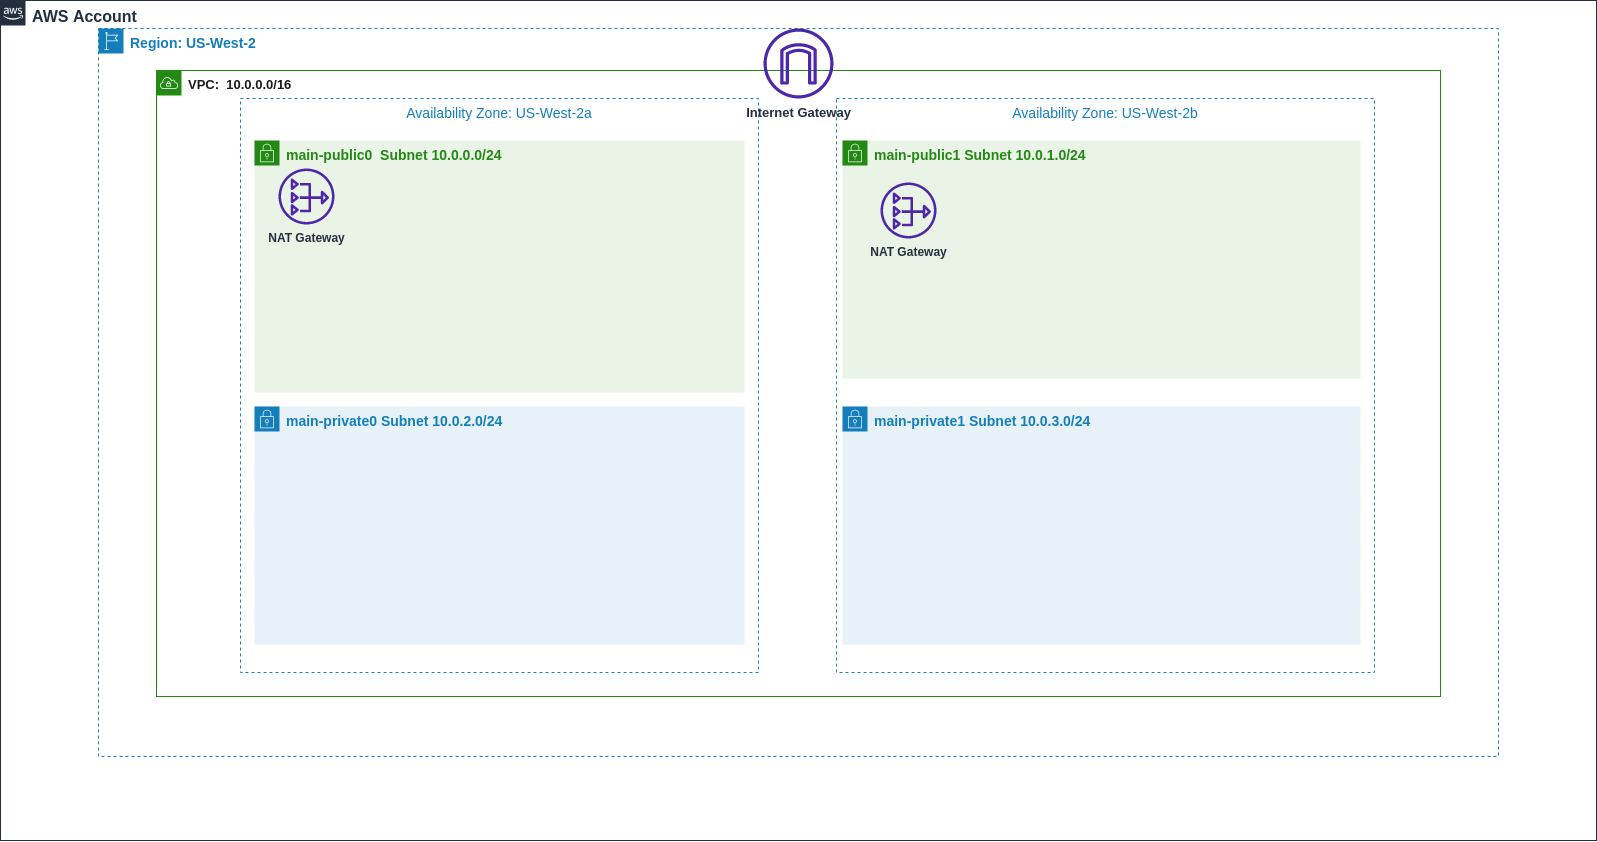 aws
AWS Account
Region: US-West-2
VPC:  10.0.0.0/16
Internet Gateway
Availability Zone: US-West-2a
Availability Zone: US-West-2b
main-public0  Subnet 10.0.0.0/24
main-public1 Subnet 10.0.1.0/24
NAT Gateway
NAT Gateway
main-private0 Subnet 10.0.2.0/24
main-private1 Subnet 10.0.3.0/24